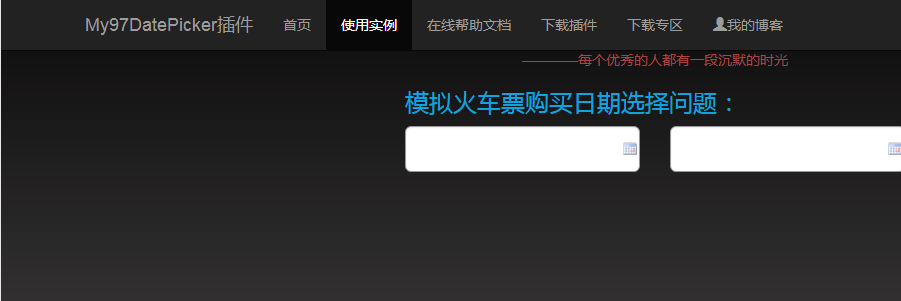 My97DatePicker插件 首页 使用实例 在线帮助文档 下载插件 下载专区 我的博客
————每个优秀的人都有一段沉默的时光
模拟火车票购买日期选择问题：